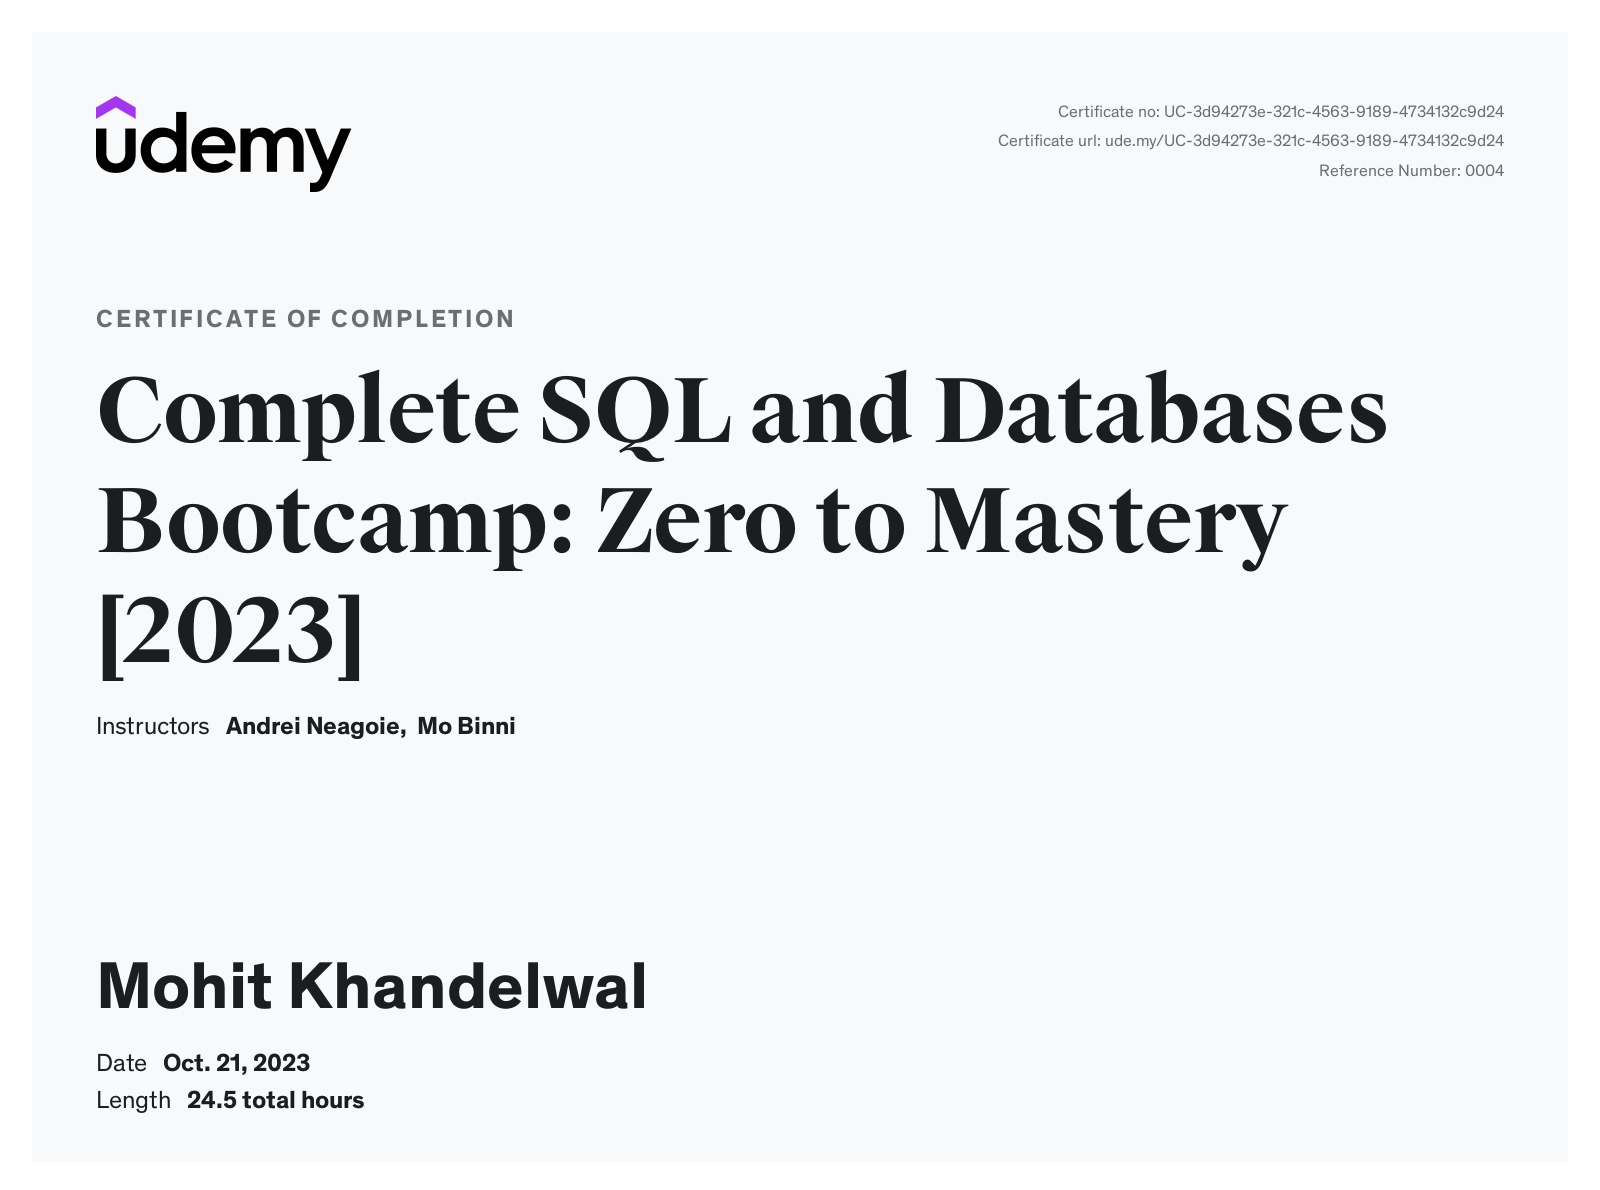 udemy
Certificate no: UC-3d94273e-321c-4563-9189-4734132c9d24
Certificate url: ude.my/UC-3d94273e-321c-4563-9189-4734132c9d24
Reference Number: 0004
CERTIFICATE OF COMPLETION
Complete SQL and Databases
Bootcamp: Zero to Mastery
[2023]
Instructors Andrei Neagoie, Mo Binni
Mohit Khandelwal
Date Oct. 21, 2023
Length 24.5 total hours